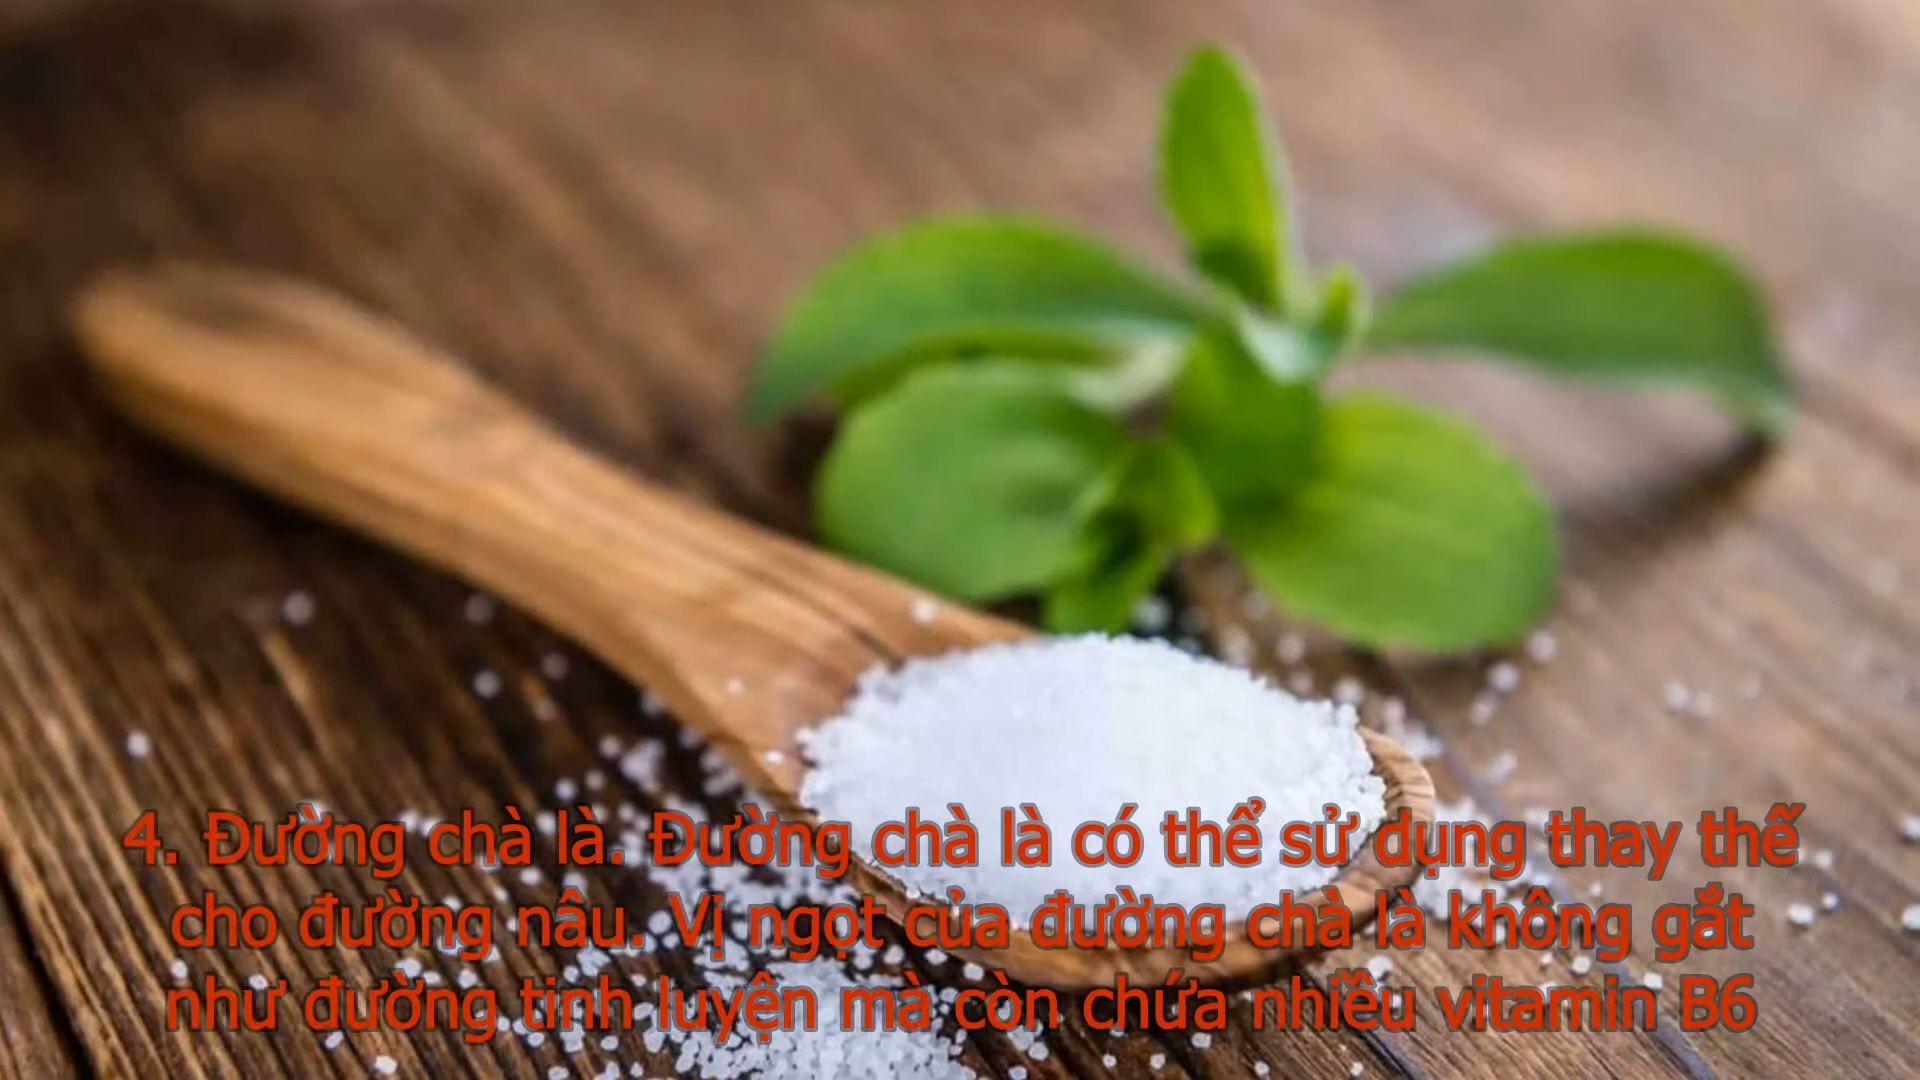 4. Đường chà là. Đường chà là có thể sử dụng thay thế
cho đường nâu. Vị ngọt của đường chà là không gắt
như đường tinh luyện mà còn chứa nhiều vitamin B6